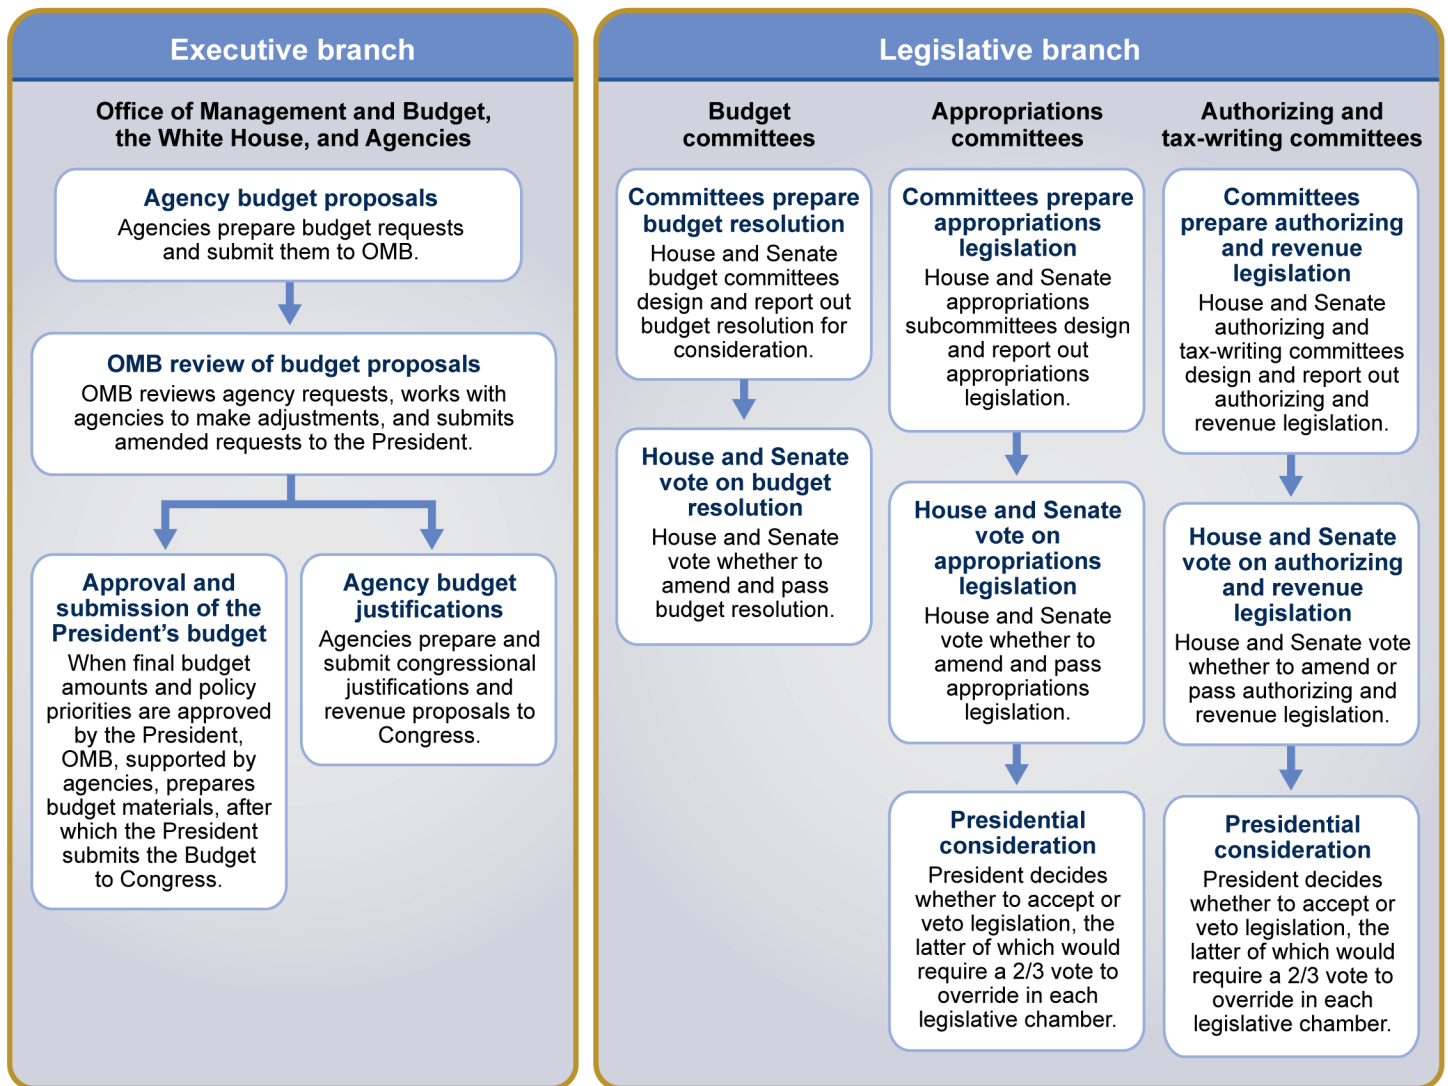 Executive branch
Office of Management and Budget,
the White House, and Agencies
Agency budget proposals
Agencies prepare budget requests
and submit them to OMB.
OMB review of budget proposals
OMB reviews agency requests, works with
agencies to make adjustments, and submits
amended requests to the President.
Approval and
submission of the
President’s budget
When final budget
amounts and policy
priorities are approved
by the President,
OMB, supported by
agencies, prepares
budget materials, after
which the President
submits the Budget
to Congress.
Agency budget
justifications
Agencies prepare and
submit congressional
justifications and
revenue proposals to
Congress.
Legislative branch
Budget
committees
Committees prepare
budget resolution
House and Senate
budget committees
design and report out
budget resolution for
consideration.
House and Senate
vote on budget
resolution
House and Senate
vote whether to
amend and pass
budget resolution.
Appropriations
committees
Committees prepare
appropriations
legislation
House and Senate
appropriations
subcommittees design
and report out
appropriations
legislation.
House and Senate
vote on
appropriations
legislation
House and Senate
vote whether to
amend and pass
appropriations
legislation.
Presidential
consideration
President decides
whether to accept or
veto legislation, the
latter of which would
require a 2/3 vote to
override in each
legislative chamber.
Authorizing and
tax-writing committees
Committees
prepare authorizing
and revenue
legislation
House and Senate
authorizing and
tax-writing committees
design and report out
authorizing and
revenue legislation.
House and Senate
vote on authorizing
and revenue
legislation
House and Senate vote
whether to amend or
pass authorizing and
revenue legislation.
Presidential
consideration
President decides
whether to accept or
veto legislation, the
latter of which would
require a 2/3 vote to
override in each
legislative chamber.